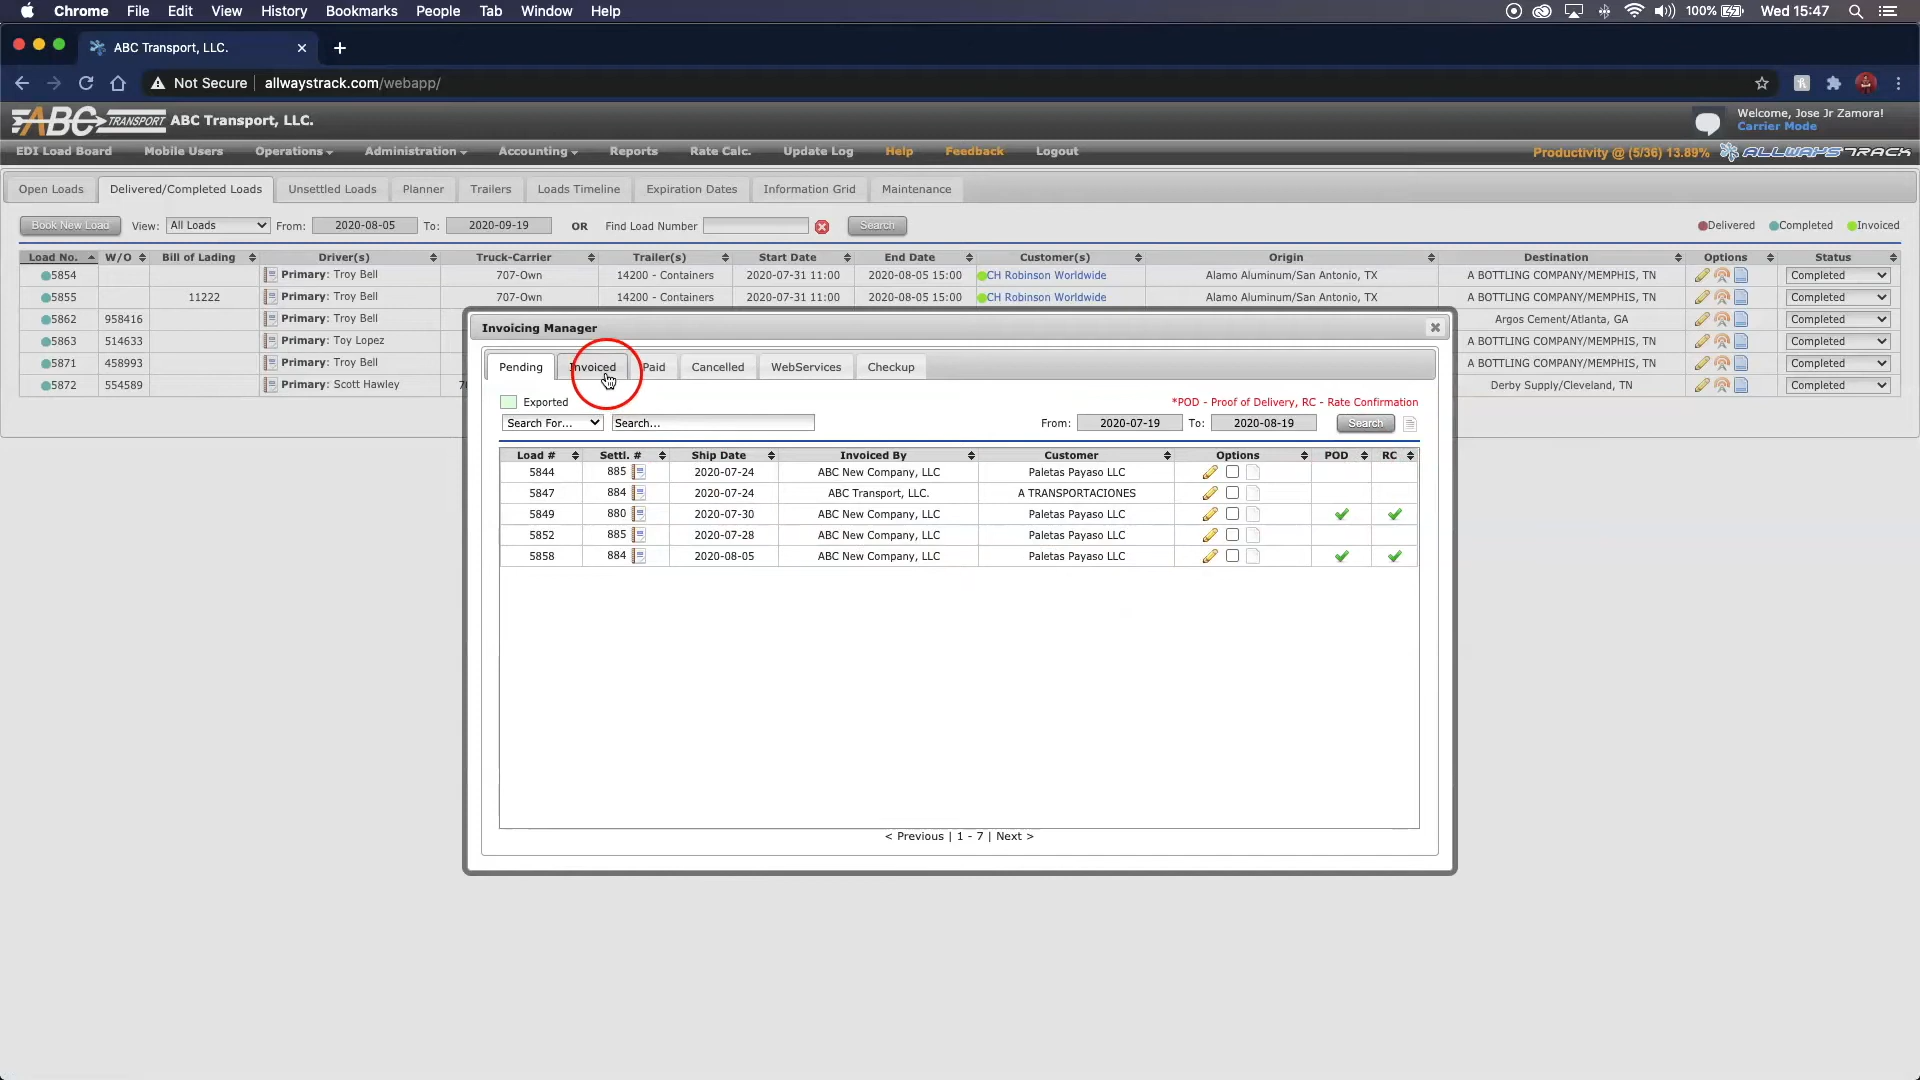 Chrome File Edit View History Bookmarks People Tab Window Help 100% Wed 15:47
ABC Transport, LLC.
Not Secure allwaystrack.com/webapp/
ABC TRANSPORT ABC Transport, LLC. Welcome, Jose Jr Zamora!
Carrier Mode
EDI Load Board Mobile Users Operations Administration Accounting Reports Rate Calc. Update Log Help Feedback Logout Productivity @ (5/36) 13.89% ALLWAYSTRACK
Open Loads Delivered/Completed Loads Unsettled Loads Planner Trailers Loads Timeline Expiration Dates Information Grid Maintenance
Book New Load View: All Loads From: 2020-08-05 To: 2020-09-19 OR Find Load Number Search Delivered Completed Invoiced
Load No. W/O Bill of Lading Driver(s) Truck-Carrier Trailer(s) Start Date End Date Customer(s) Origin Destination Options Status
5854 Primary: Troy Bell 707-Own 14200 - Containers 2020-07-31 11:00 2020-08-05 15:00 CH Robinson Worldwide Alamo Aluminum/San Antonio, TX A BOTTLING COMPANY/MEMPHIS, TN Completed
5855 11222 Primary: Troy Bell 707-Own 14200 - Containers 2020-07-31 11:00 2020-08-05 15:00 CH Robinson Worldwide Alamo Aluminum/San Antonio, TX A BOTTLING COMPANY/MEMPHIS, TN Completed
5862 958416 Primary: Troy Bell Argos Cement/Atlanta, GA Completed
5863 514633 Primary: Toy Lopez A BOTTLING COMPANY/MEMPHIS, TN Completed
5871 458993 Primary: Troy Bell A BOTTLING COMPANY/MEMPHIS, TN Completed
5872 554589 Primary: Scott Hawley 7 Derby Supply/Cleveland, TN Completed
Invoicing Manager
Pending Invoiced Paid Cancelled WebServices Checkup
Exported *POD - Proof of Delivery, RC - Rate Confirmation
Search For... Search... From: 2020-07-19 To: 2020-08-19 Search
Load # Settl. # Ship Date Invoiced By Customer Options POD RC
5844 885 2020-07-24 ABC New Company, LLC Paletas Payaso LLC
5847 884 2020-07-24 ABC Transport, LLC. A TRANSPORTACIONES
5849 880 2020-07-30 ABC New Company, LLC Paletas Payaso LLC
5852 885 2020-07-28 ABC New Company, LLC Paletas Payaso LLC
5858 884 2020-08-05 ABC New Company, LLC Paletas Payaso LLC
< Previous | 1 - 7 | Next >